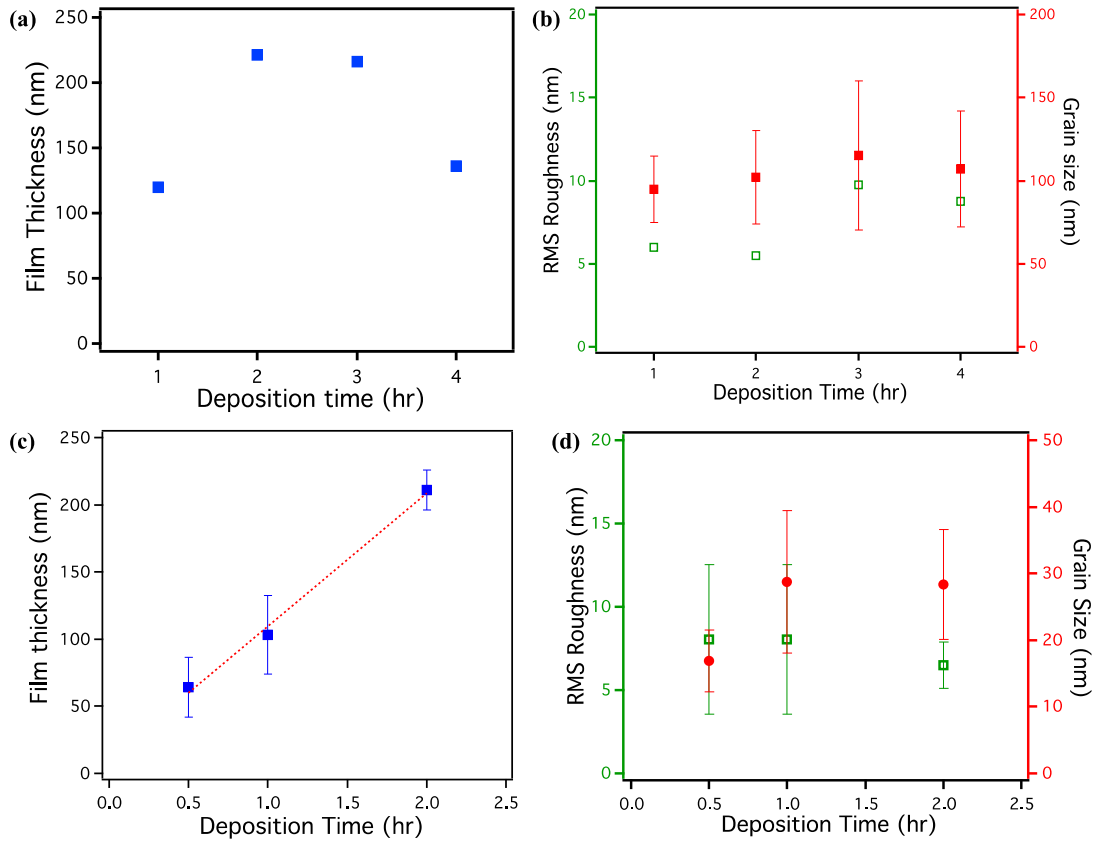 (a)
250
200
150
100
50
0
Film Thickness (nm)
1 2 3 4
Deposition time (hr)
(b)
20
15
10
5
0
RMS Roughness (nm)
200
150
100
50
0
Grain size (nm)
1 2 3 4
Deposition Time (hr)
(c)
250
200
150
100
50
0
Film thickness (nm)
0.0 0.5 1.0 1.5 2.0 2.5
Deposition Time (hr)
(d)
20
15
10
5
0
RMS Roughness (nm)
50
40
30
20
10
0
Grain Size (nm)
0.0 0.5 1.0 1.5 2.0 2.5
Deposition Time (hr)